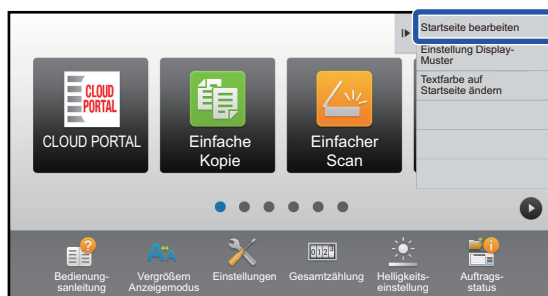 Startseite bearbeiten
Einstellung Display-
Muster
Textfarbe auf
Startseite ändern
CLOUD
PORTAL
CLOUD PORTAL
Einfache
Kopie
Einfacher
Scan
Bedienung-
sanleitung
Vergrößern
Anzeigemodus
Einstellungen
Gesamtzählung
Helligkeits-
einstellung
Auftrags-
status